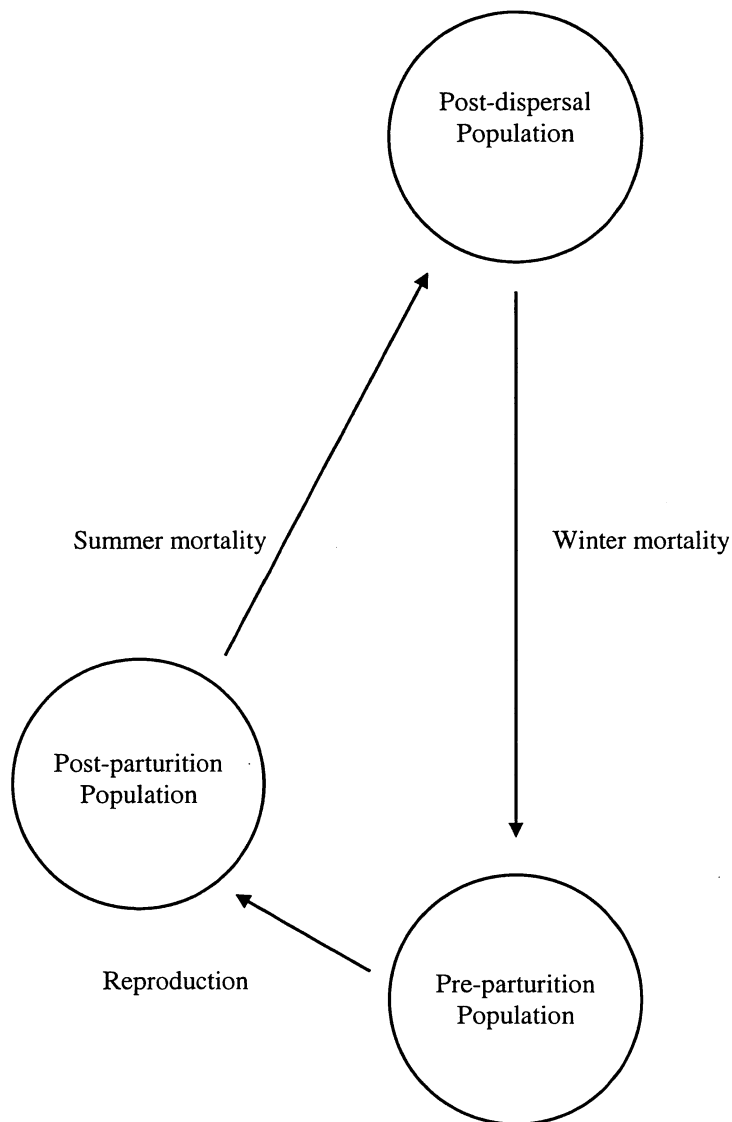 Post-dispersal
Population
Summer mortality
Winter mortality
Post-parturition
Population
Reproduction
Pre-parturition
Population